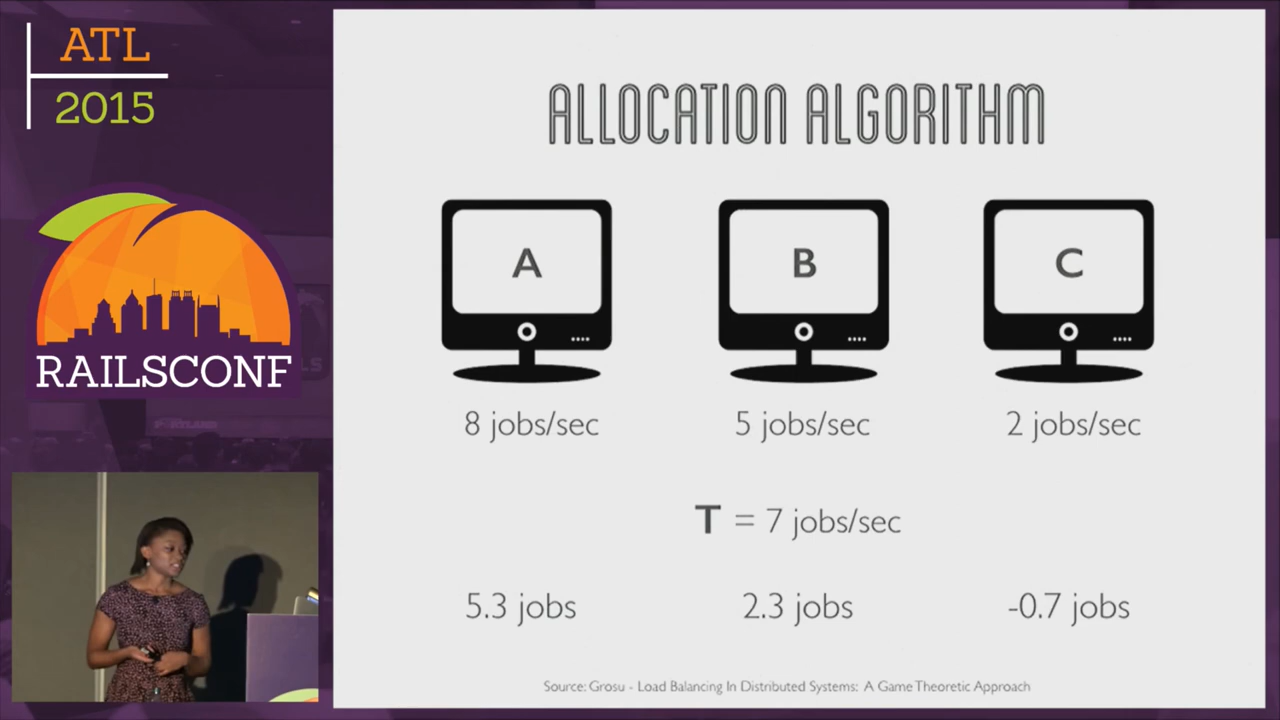 ATL
2015
RAILSCONF
ALLOCATION ALGORITHM
A B C
8 jobs/sec 5 jobs/sec 2 jobs/sec
T = 7 jobs/sec
5.3 jobs 2.3 jobs -0.7 jobs
Source: Grosu - Load Balancing In Distributed Systems: A Game Theoretic Approach